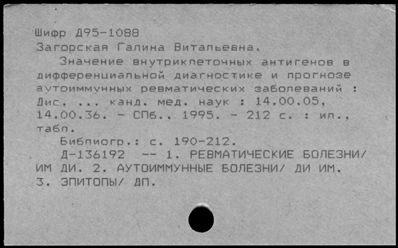 Шифр Д95-1088
Загорская Галина Витальевна.
Значение внутриклеточных антигенов в
дифференциальной диагностике и прогнозе
аутоиммунных ревматических заболеваний :
Дис. ... канд. мед. наук : 14.00.05,
14.00.36. - СПб., 1995. - 212 с. : ил.,
табл.
Библиогр.: с. 190-212.
Д-136192 -- 1. РЕВМАТИЧЕСКИЕ БОЛЕЗНИ/
ИМ ДИ. 2. АУТОИММУННЫЕ БОЛЕЗНИ/ ДИ ИМ.
3. ЭПИТОПЫ/ ДП.